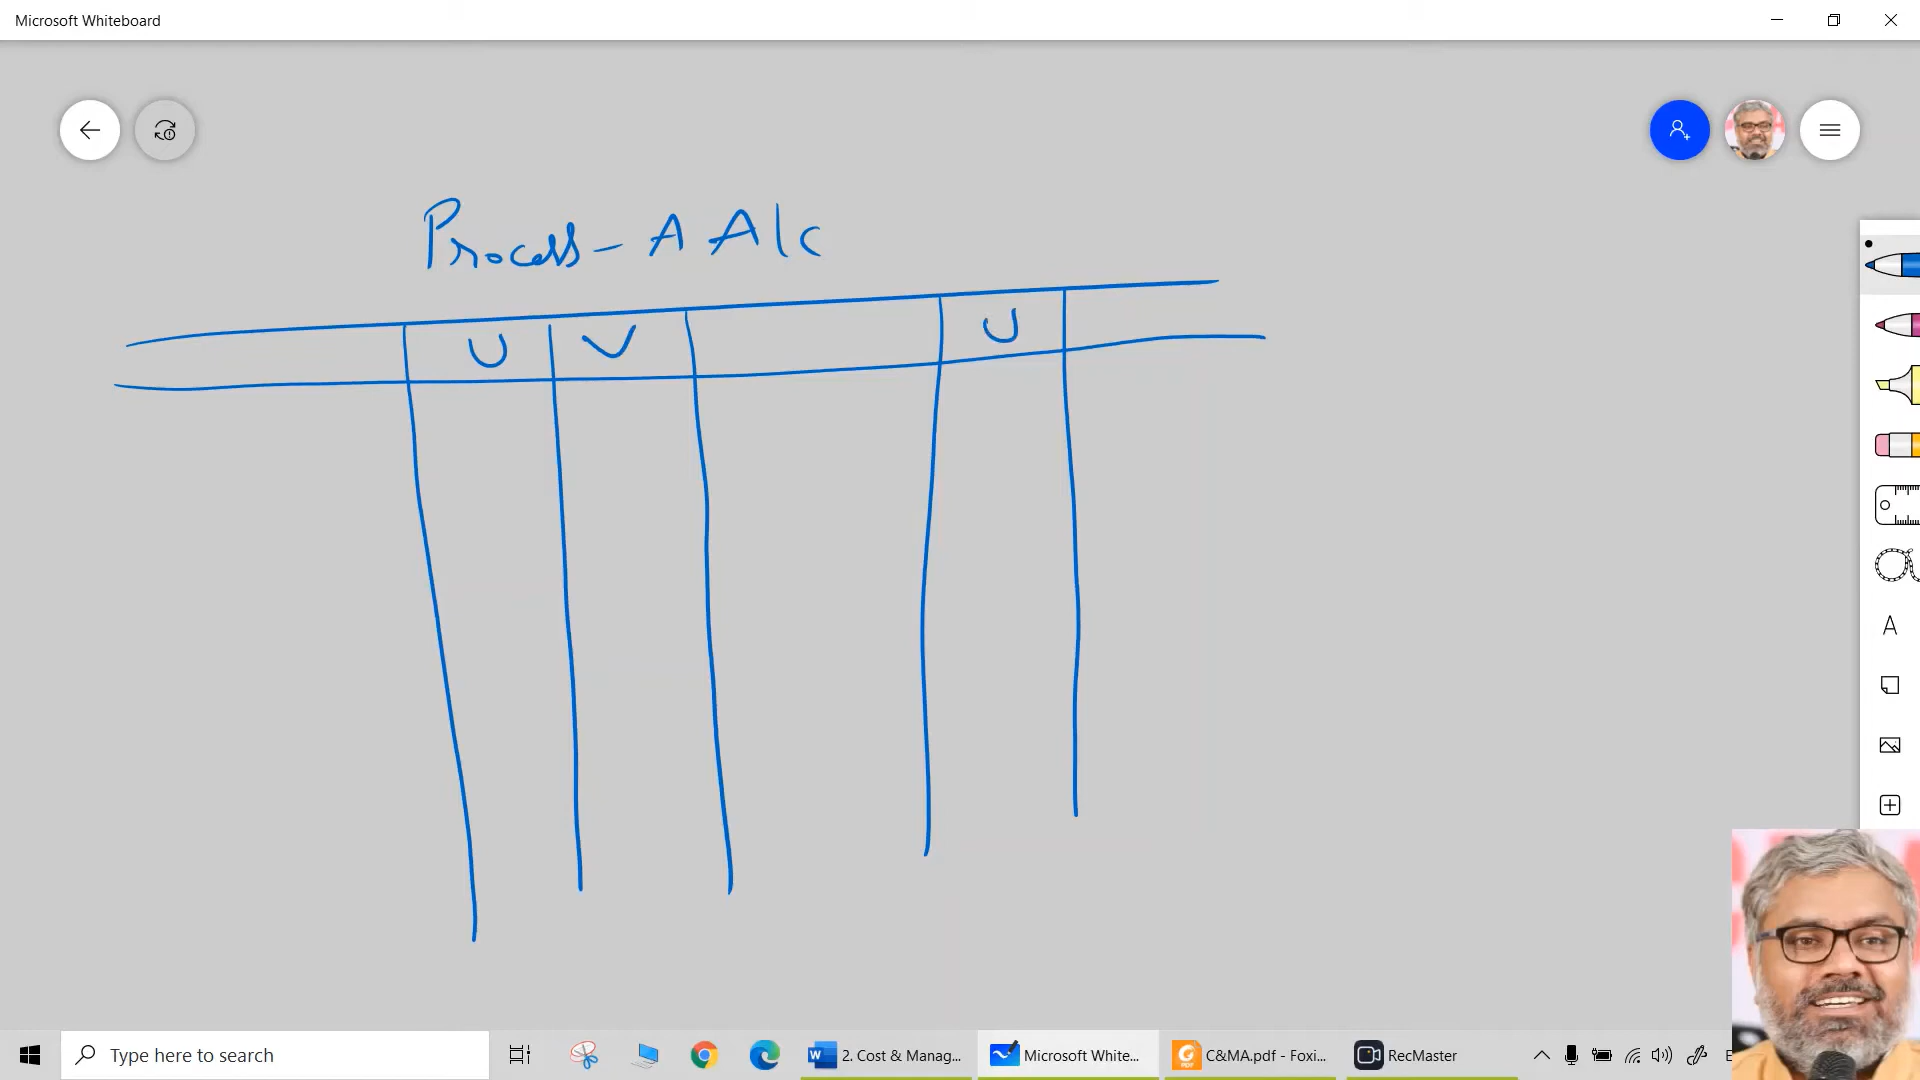 Microsoft Whiteboard
Process - A A/c
U V U
A
Type here to search
2. Cost & Manag...
Microsoft White...
C&MA.pdf - Foxi...
RecMaster